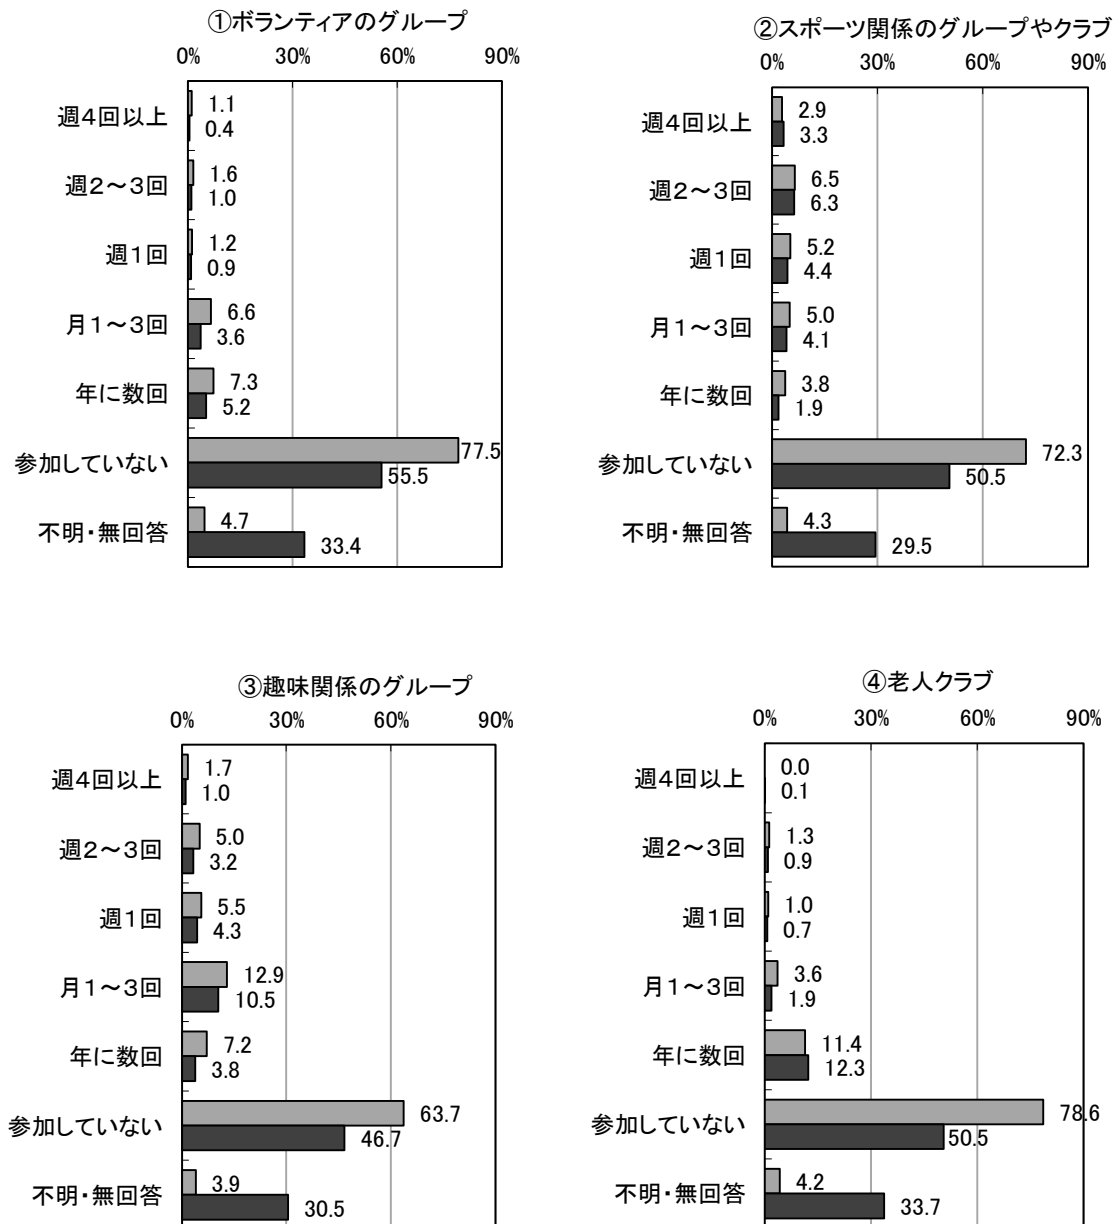 ①ボランティアのグループ
0% 30% 60% 90%
週4回以上 1.1
0.4
週2～3回 1.6
1.0
週1回 1.2
0.9
月1～3回 6.6
3.6
年に数回 7.3
5.2
参加していない 77.5
55.5
不明・無回答 4.7
33.4
②スポーツ関係のグループやクラブ
0% 30% 60% 90%
週4回以上 2.9
3.3
週2～3回 6.5
6.3
週1回 5.2
4.4
月1～3回 5.0
4.1
年に数回 3.8
1.9
参加していない 72.3
50.5
不明・無回答 4.3
29.5
③趣味関係のグループ
0% 30% 60% 90%
週4回以上 1.7
1.0
週2～3回 5.0
3.2
週1回 5.5
4.3
月1～3回 12.9
10.5
年に数回 7.2
3.8
参加していない 63.7
46.7
不明・無回答 3.9
30.5
④老人クラブ
0% 30% 60% 90%
週4回以上 0.0
0.1
週2～3回 1.3
0.9
週1回 1.0
0.7
月1～3回 3.6
1.9
年に数回 11.4
12.3
参加していない 78.6
50.5
不明・無回答 4.2
33.7